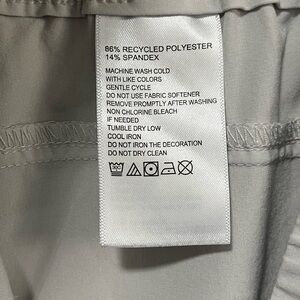 86% RECYCLED POLYESTER
14% SPANDEX
MACHINE WASH COLD
WITH LIKE COLORS
GENTLE CYCLE
DO NOT USE FABRIC SOFTENER
REMOVE PROMPTLY AFTER WASHING
NON CHLORINE BLEACH
IF NEEDED
TUMBLE DRY LOW
COOL IRON
DO NOT IRON THE DECORATION
DO NOT DRY CLEAN